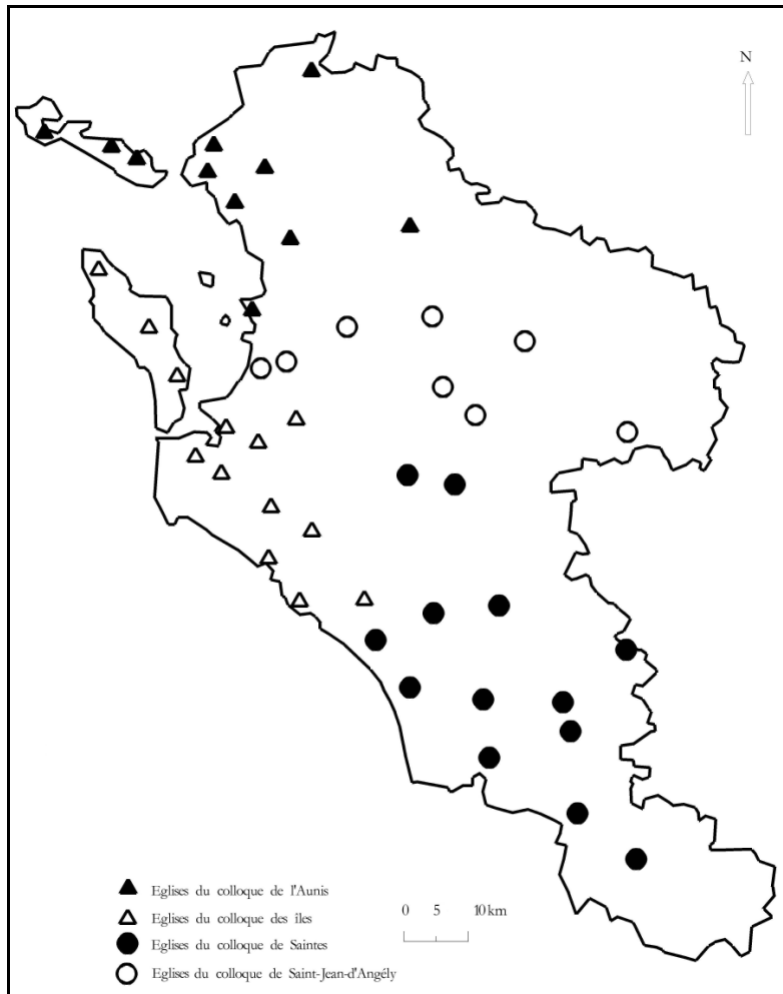 N
Eglises du colloque de l'Aunis
Eglises du colloque des îles
0 5 10 km
Eglises du colloque de Saintes
Eglises du colloque de Saint-Jean-d'Angély